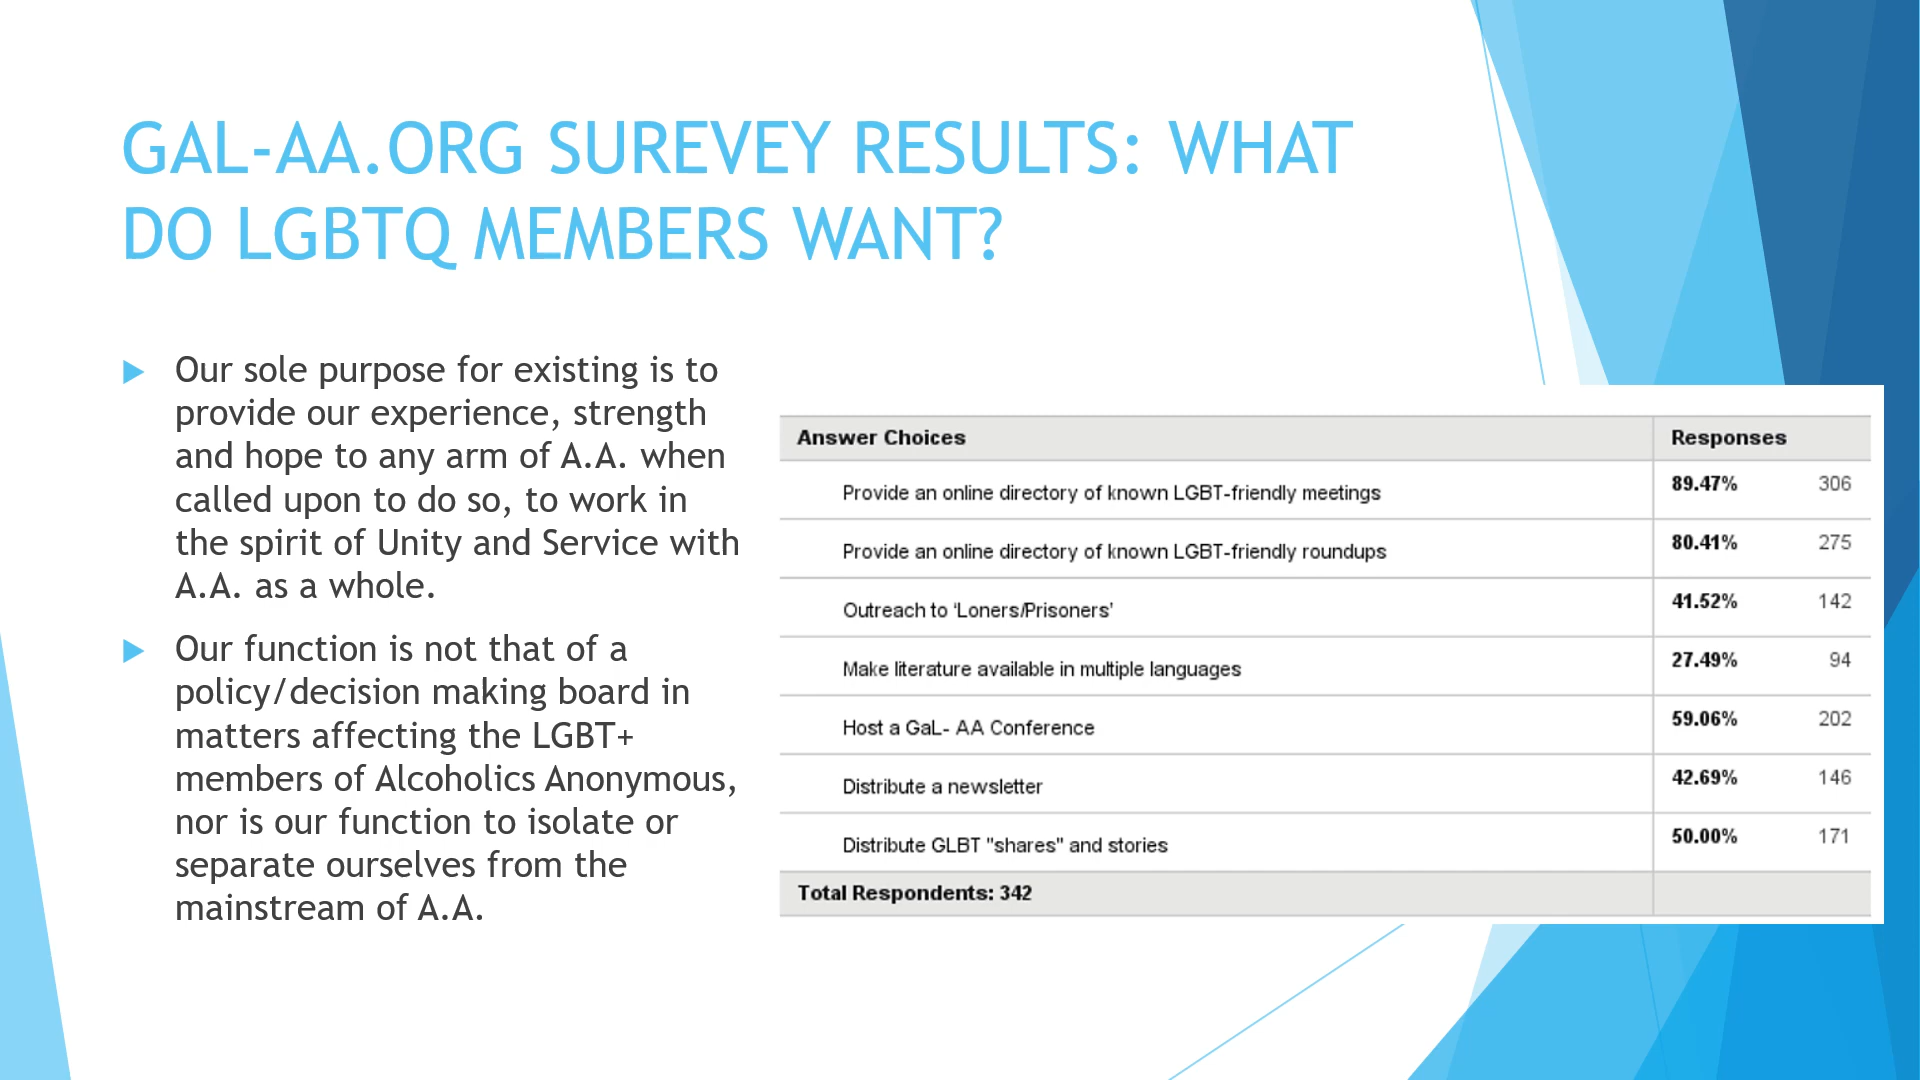 GAL-AA.ORG SUREVEY RESULTS: WHAT
DO LGBTQ MEMBERS WANT?
Our sole purpose for existing is to
provide our experience, strength
and hope to any arm of A.A. when
called upon to do so, to work in
the spirit of Unity and Service with
A.A. as a whole.
Our function is not that of a
policy/decision making board in
matters affecting the LGBT+
members of Alcoholics Anonymous,
nor is our function to isolate or
separate ourselves from the
mainstream of A.A.
Answer Choices Responses
Provide an online directory of known LGBT-friendly meetings 89.47% 306
Provide an online directory of known LGBT-friendly roundups 80.41% 275
Outreach to ‘Loners/Prisoners’ 41.52% 142
Make literature available in multiple languages 27.49% 94
Host a GaL- AA Conference 59.06% 202
Distribute a newsletter 42.69% 146
Distribute GLBT "shares" and stories 50.00% 171
Total Respondents: 342